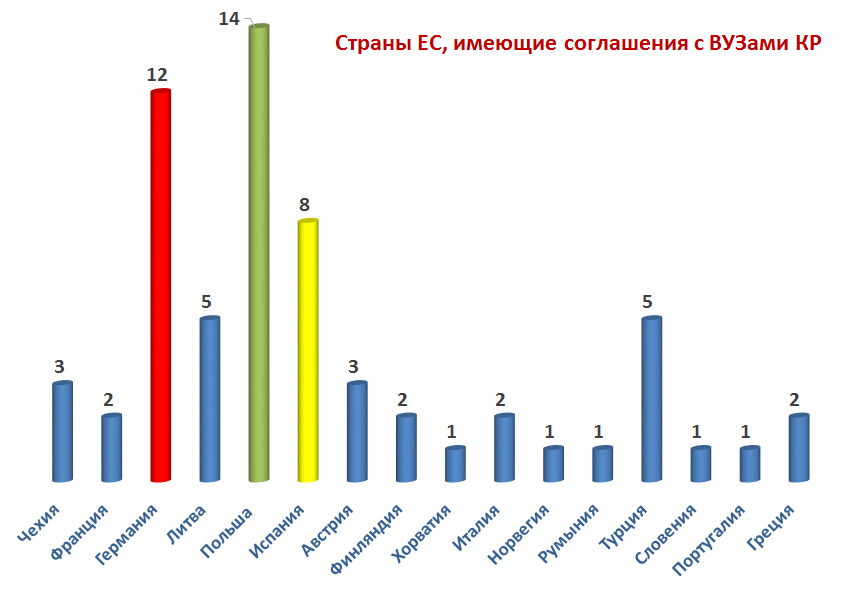 Страны ЕС, имеющие соглашения с ВУЗами КР
3
2
12
5
14
8
3
2
1
2
1
1
5
1
1
2
Чехия
Франция
Германия
Литва
Польша
Испания
Австрия
Финляндия
Хорватия
Италия
Норвегия
Румыния
Турция
Словения
Португалия
Греция